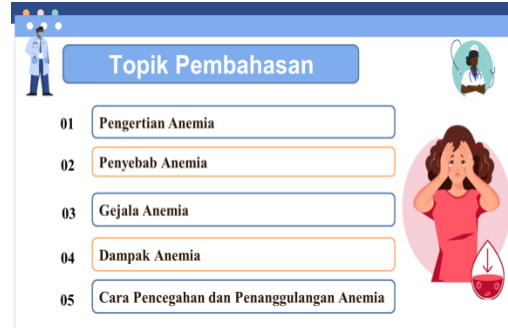 Topik Pembahasan
01 Pengertian Anemia
02 Penyebab Anemia
03 Gejala Anemia
04 Dampak Anemia
05 Cara Pencegahan dan Penanggulangan Anemia